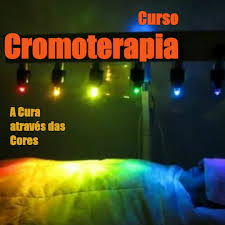 Curso
Cromoterapia
A Cura
através das
Cores